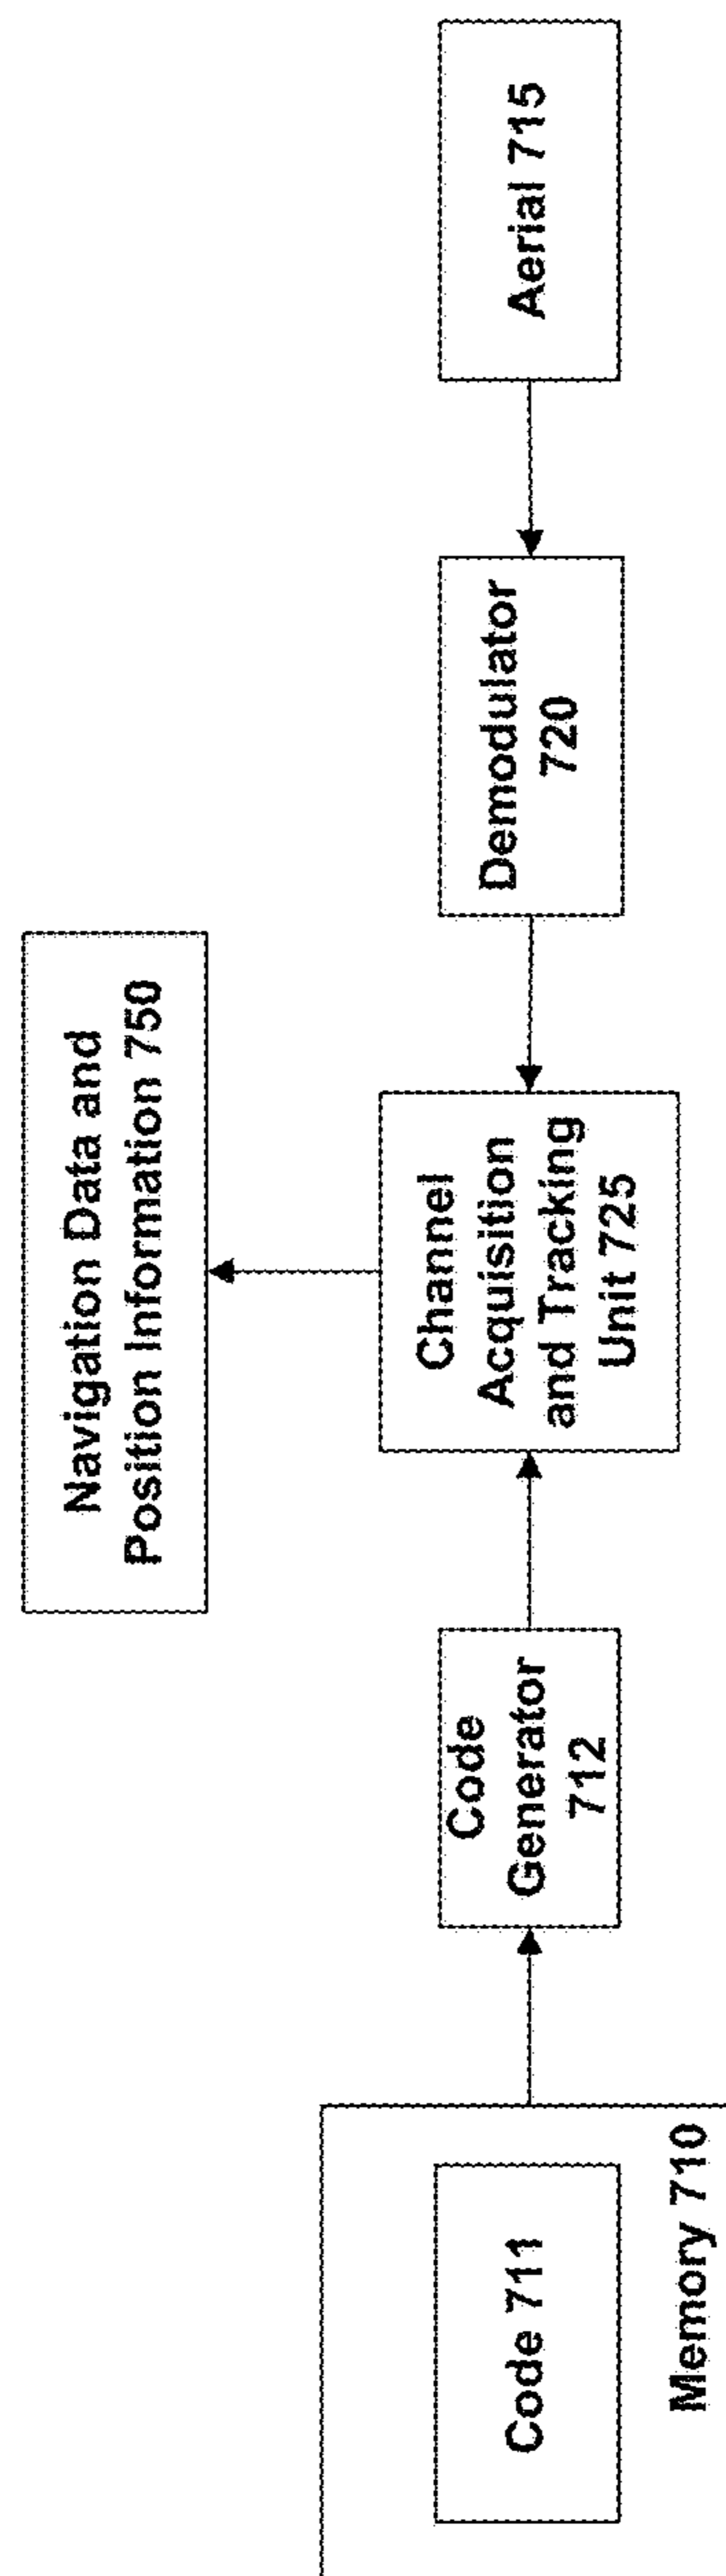 Navigation Data and
Position Information 750
Code 711
Memory 710
Code
Generator
712
Channel
Acquisition
and Tracking
Unit 725
Demodulator
720
Aerial 715